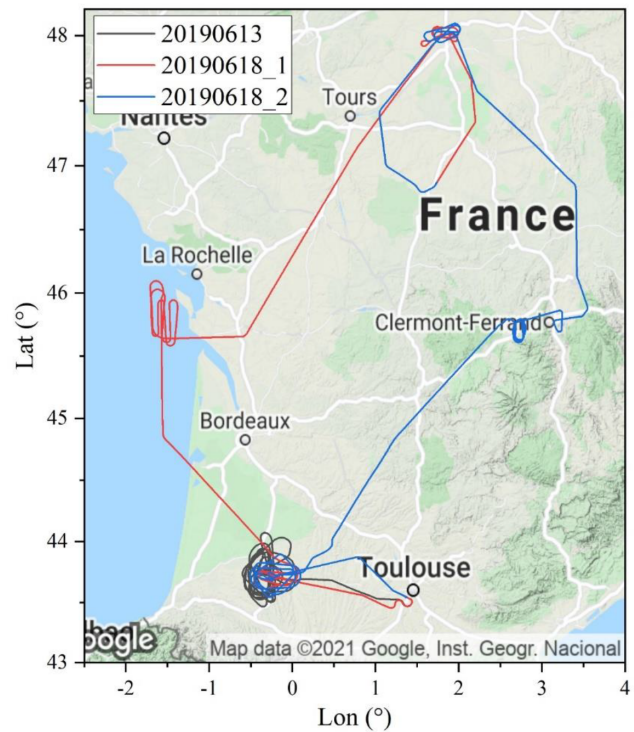 48
47
46
45
44
43
Lat (°)
20190613
20190618_1
20190618_2
Nantes
Tours
France
La Rochelle
Clermont-Ferrand
Bordeaux
Toulouse
Map data ©2021 Google, Inst. Geogr. Nacional
-2 -1 0 1 2 3 4
Lon (°)